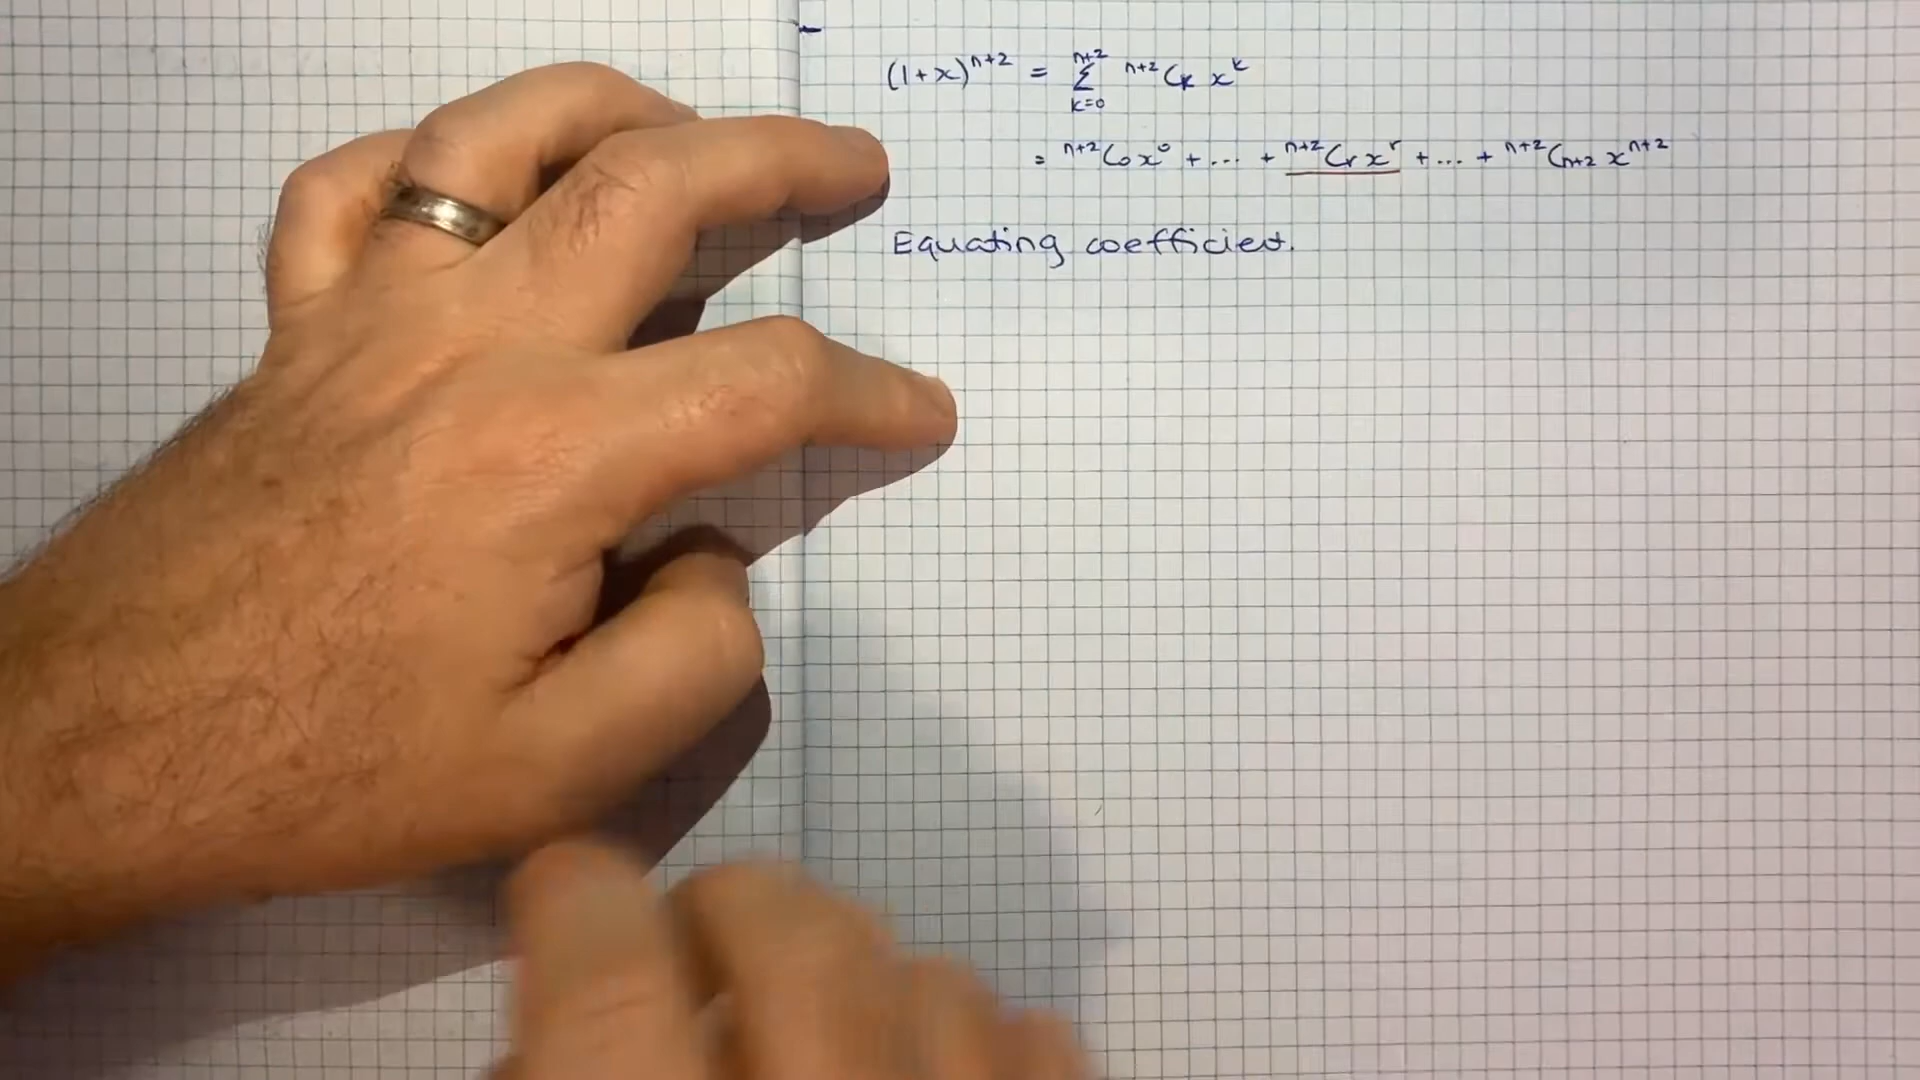 (1+x)^{n+2} = \sum_{k=0}^{n+2} ^{n+2}C_k x^k
= ^{n+2}C_0 x^0 + ... + ^{n+2}C_r x^r + ... + ^{n+2}C_{n+2} x^{n+2}
Equating coefficient.